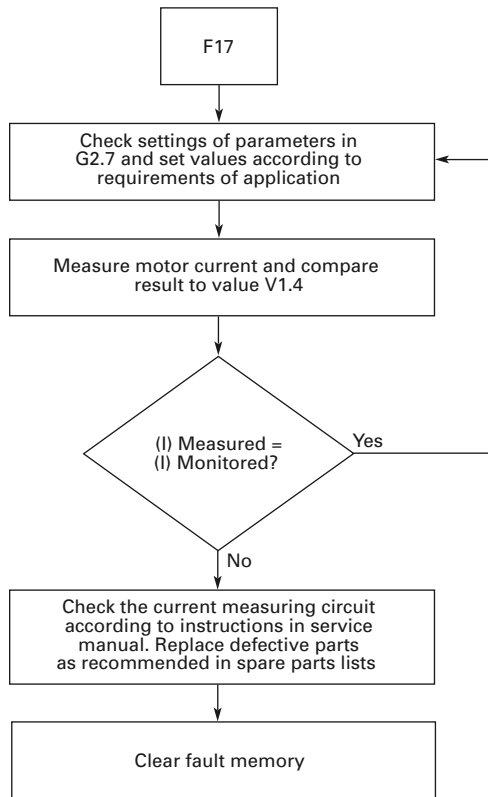 F17
Check settings of parameters in
G2.7 and set values according to
requirements of application
Measure motor current and compare
result to value V1.4
(I) Measured =
(I) Monitored?
Yes
No
Check the current measuring circuit
according to instructions in service
manual. Replace defective parts
as recommended in spare parts lists
Clear fault memory